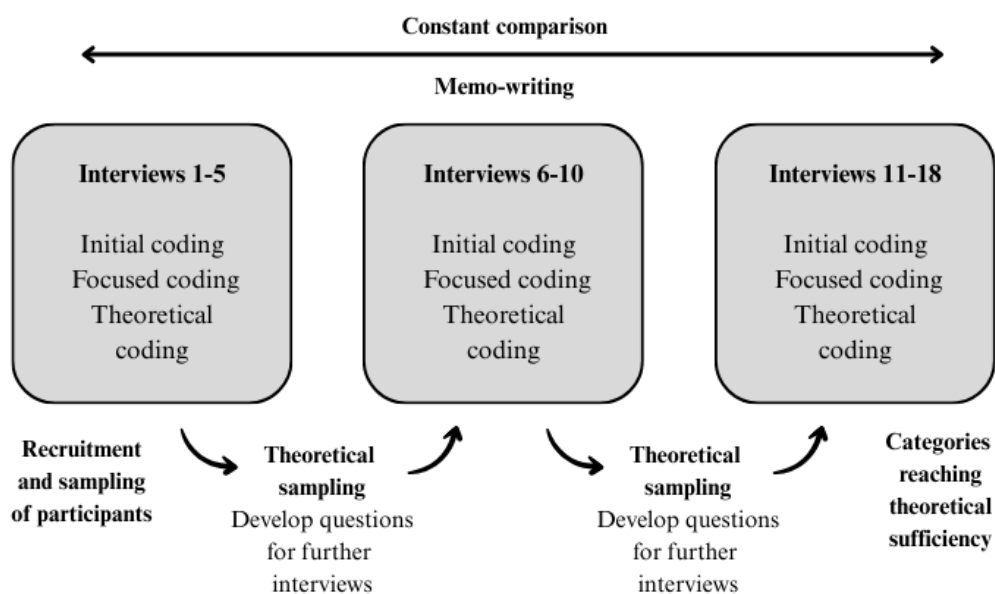 Constant comparison
Memo-writing
Interviews 1-5
Initial coding
Focused coding
Theoretical
coding
Interviews 6-10
Initial coding
Focused coding
Theoretical
coding
Interviews 11-18
Initial coding
Focused coding
Theoretical
coding
Recruitment
and sampling
of participants
Theoretical
sampling
Develop questions
for further
interviews
Theoretical
sampling
Develop questions
for further
interviews
Categories
reaching
theoretical
sufficiency